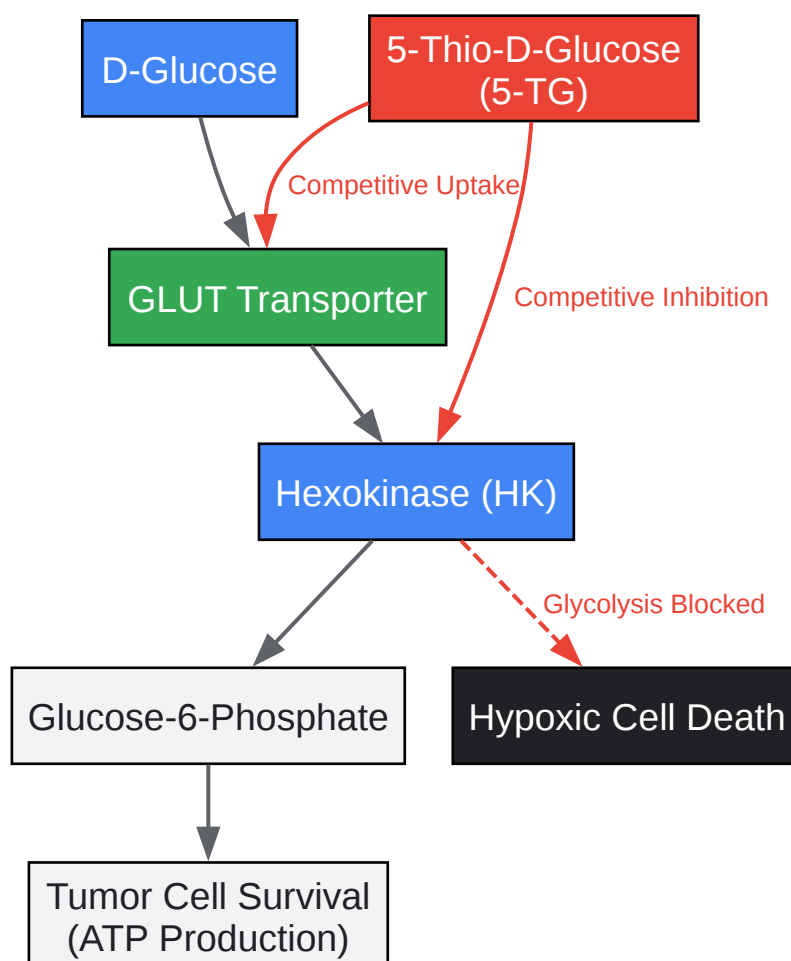 D-Glucose
5-Thio-D-Glucose
(5-TG)
Competitive Uptake
GLUT Transporter
Competitive Inhibition
Hexokinase (HK)
Glycolysis Blocked
Glucose-6-Phosphate
Hypoxic Cell Death
Tumor Cell Survival
(ATP Production)